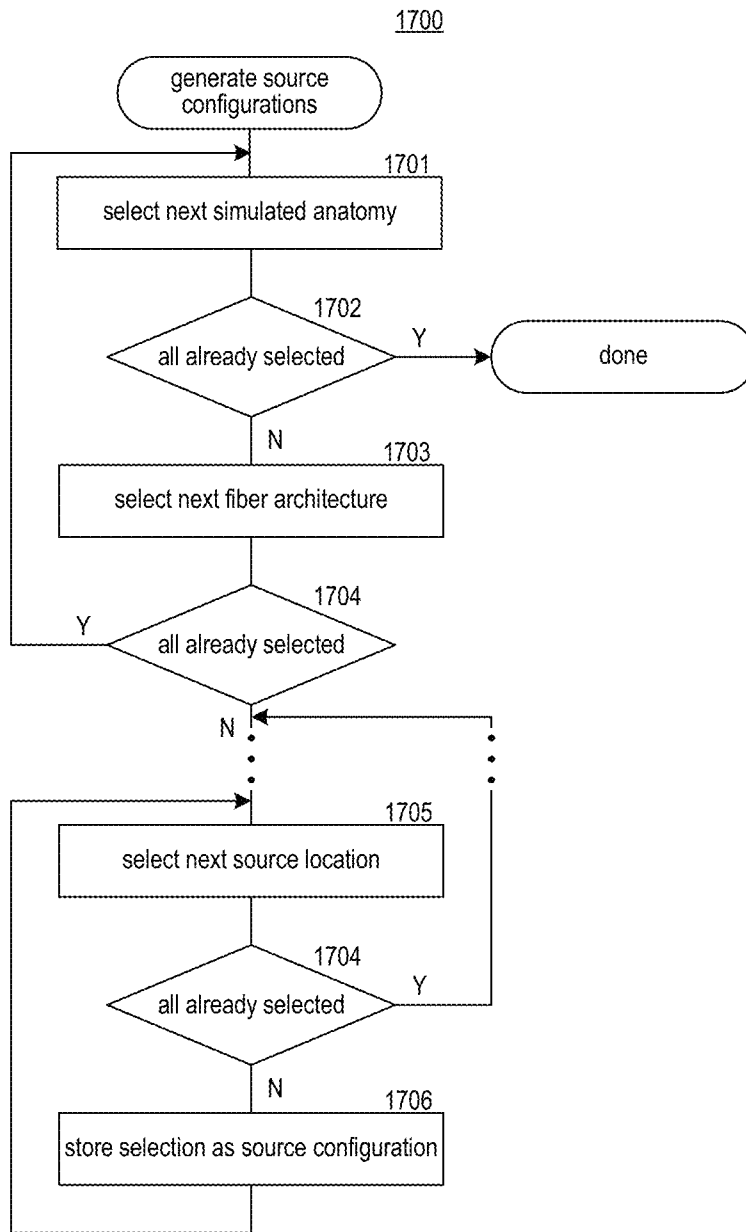 1700
generate source
configurations
1701
select next simulated anatomy
1702
all already selected
Y
done
N
1703
select next fiber architecture
1704
Y
all already selected
N
1705
select next source location
1704
all already selected
Y
N
1706
store selection as source configuration